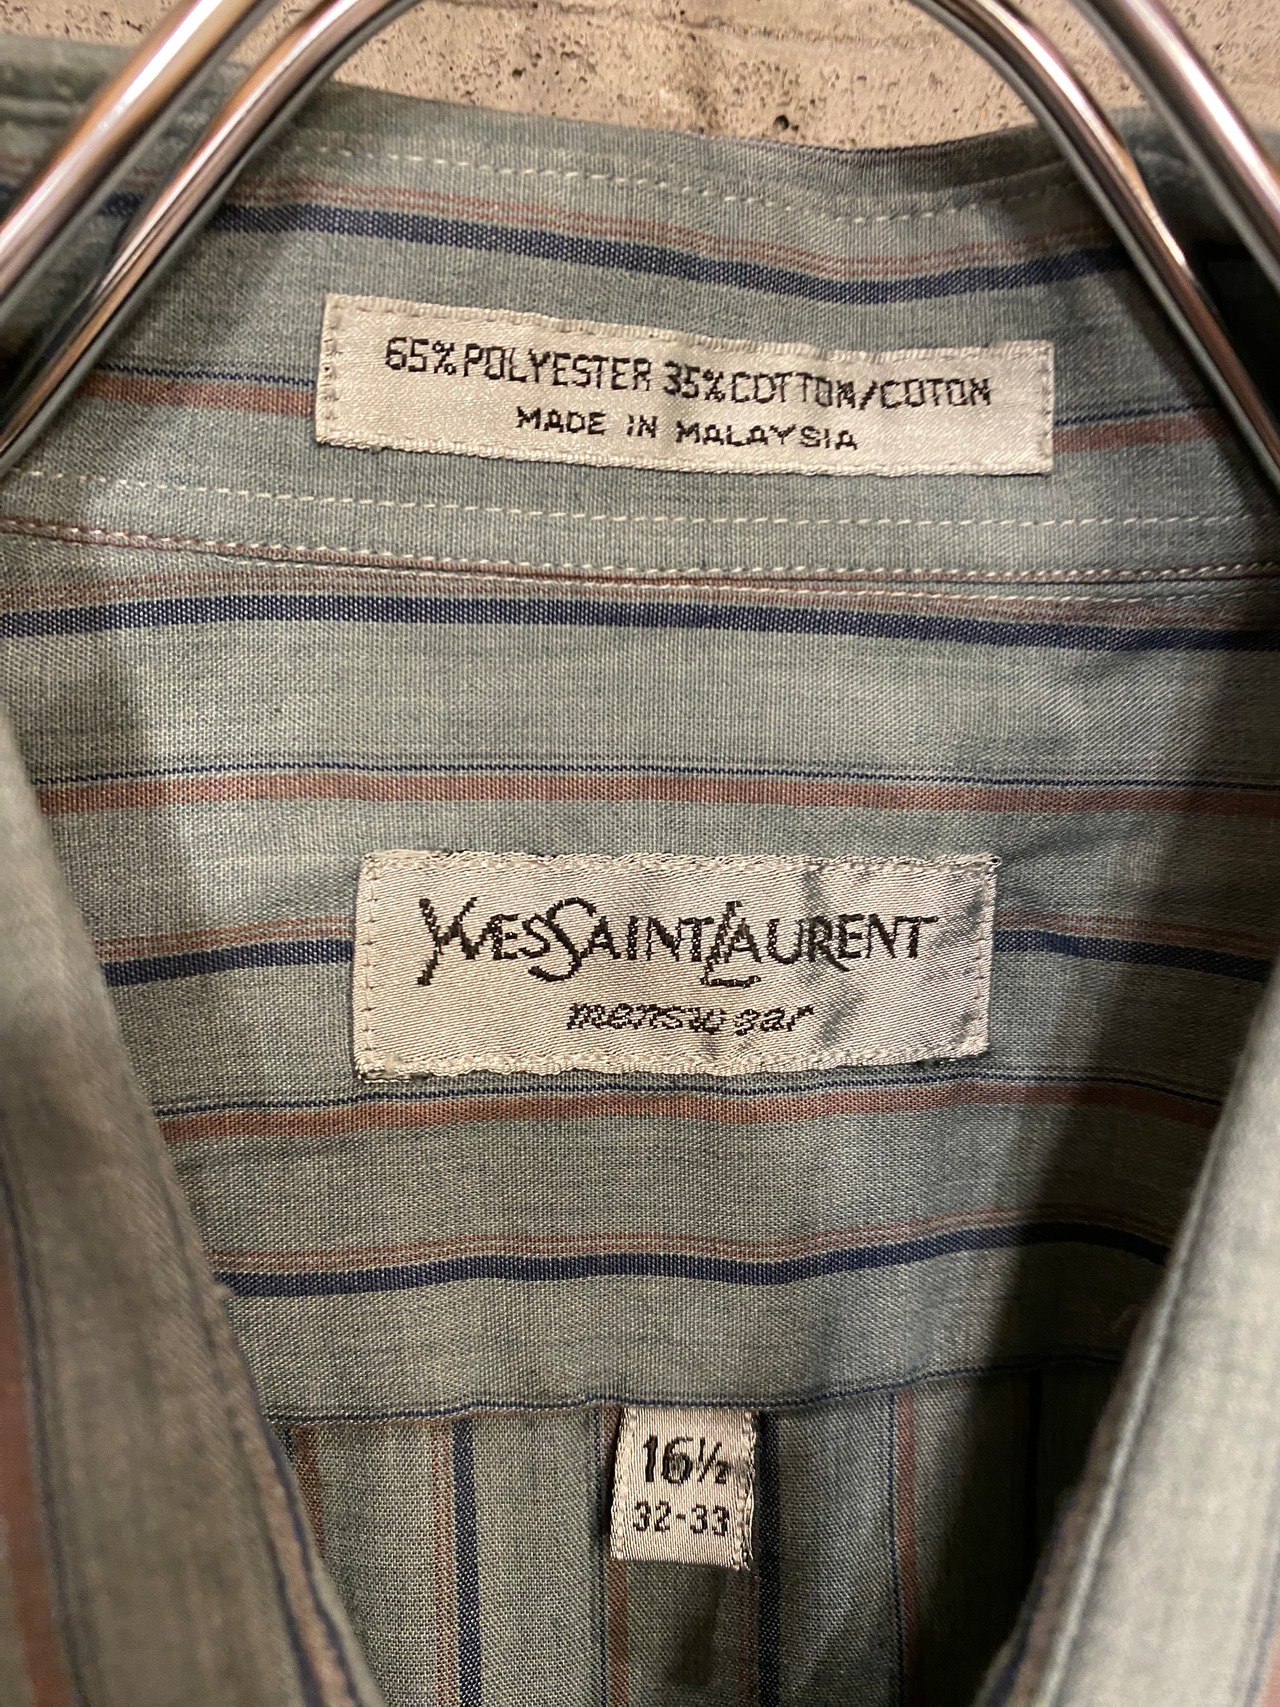 65% POLYESTER 35% COTTON/COTON
MADE IN MALAYSIA
YVES SAINT LAURENT
menswear
16½
32-33